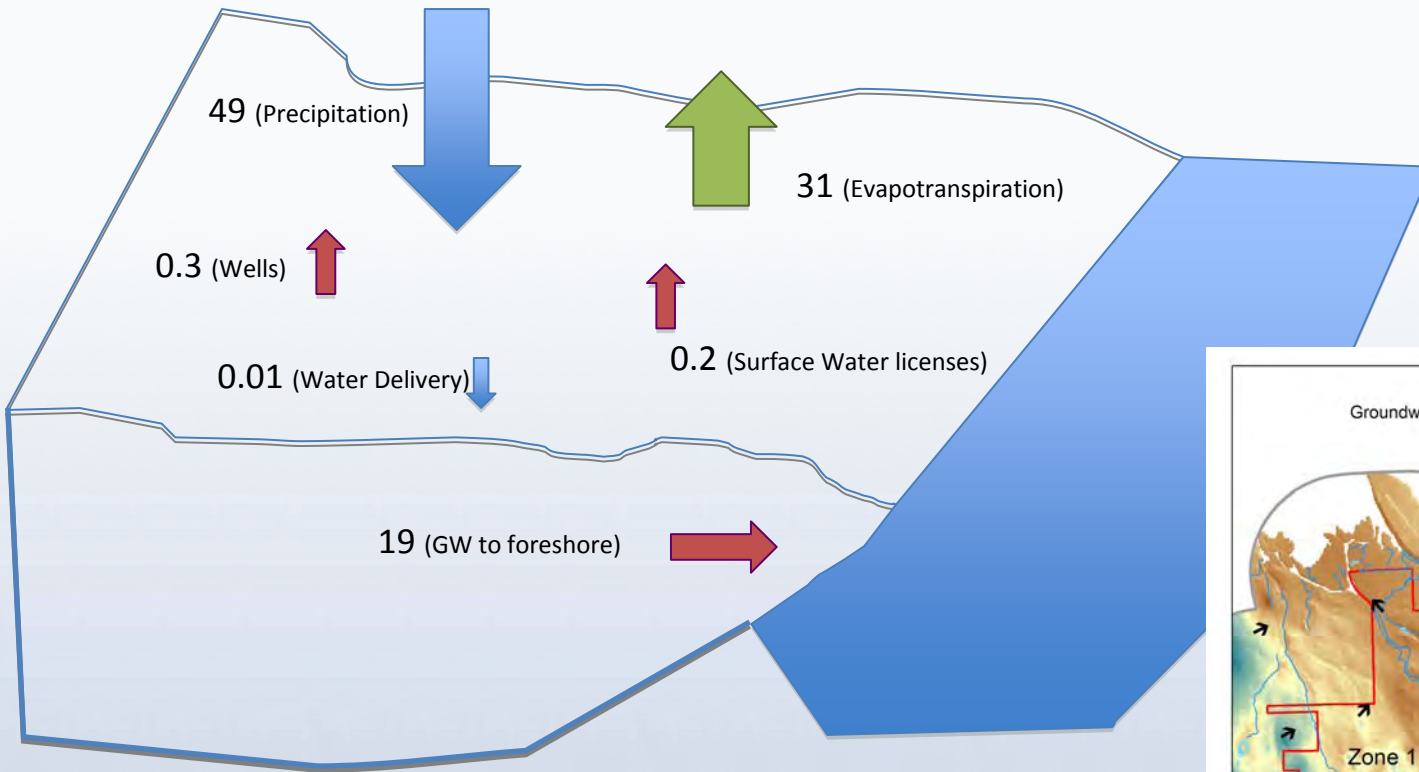 49 (Precipitation)
31 (Evapotranspiration)
0.3 (Wells)
0.2 (Surface Water licenses)
0.01 (Water Delivery)
19 (GW to foreshore)
Groundw
Zone 1